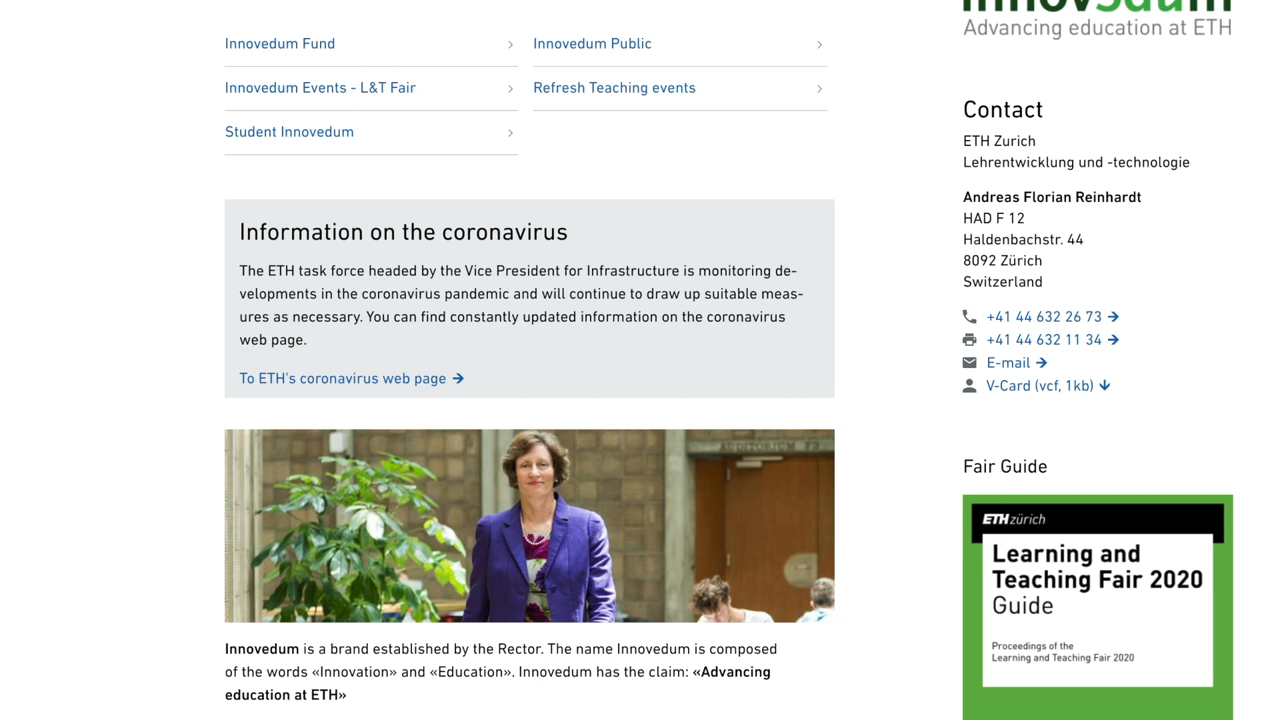 Innovedum Fund
Innovedum Public
Innovedum Events - L&T Fair
Refresh Teaching events
Student Innovedum
Information on the coronavirus
The ETH task force headed by the Vice President for Infrastructure is monitoring de-
velopments in the coronavirus pandemic and will continue to draw up suitable meas-
ures as necessary. You can find constantly updated information on the coronavirus
web page.
To ETH's coronavirus web page
AUDITORIUM F3
Innovedum is a brand established by the Rector. The name Innovedum is composed
of the words «Innovation» and «Education». Innovedum has the claim: «Advancing
education at ETH»
Advancing education at ETH
Contact
ETH Zurich
Lehrentwicklung und -technologie
Andreas Florian Reinhardt
HAD F 12
Haldenbachstr. 44
8092 Zürich
Switzerland
+41 44 632 26 73
+41 44 632 11 34
E-mail
V-Card (vcf, 1kb)
Fair Guide
ETH zürich
Learning and
Teaching Fair 2020
Guide
Proceedings of the
Learning and Teaching Fair 2020